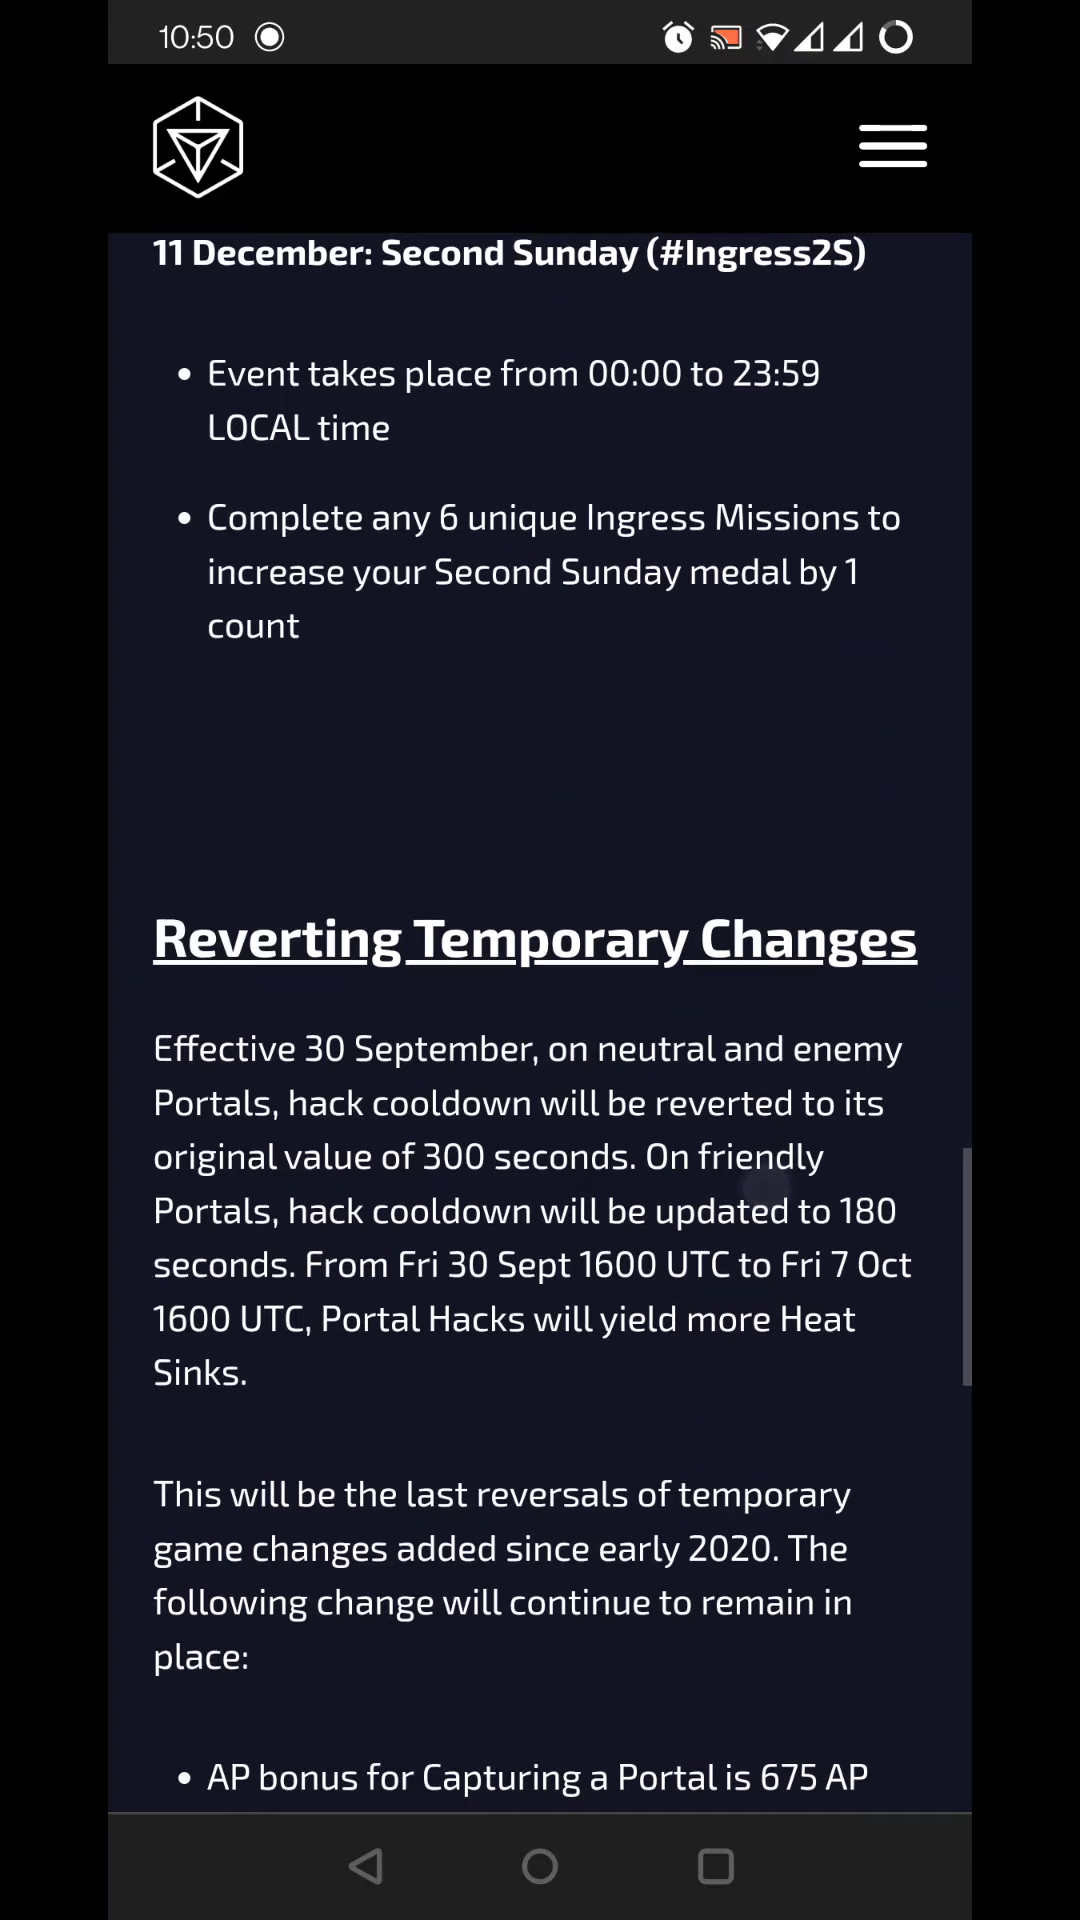 10:50
11 December: Second Sunday (#Ingress2S)
• Event takes place from 00:00 to 23:59
LOCAL time
• Complete any 6 unique Ingress Missions to
increase your Second Sunday medal by 1
count
Reverting Temporary Changes
Effective 30 September, on neutral and enemy
Portals, hack cooldown will be reverted to its
original value of 300 seconds. On friendly
Portals, hack cooldown will be updated to 180
seconds. From Fri 30 Sept 1600 UTC to Fri 7 Oct
1600 UTC, Portal Hacks will yield more Heat
Sinks.
This will be the last reversals of temporary
game changes added since early 2020. The
following change will continue to remain in
place:
• AP bonus for Capturing a Portal is 675 AP